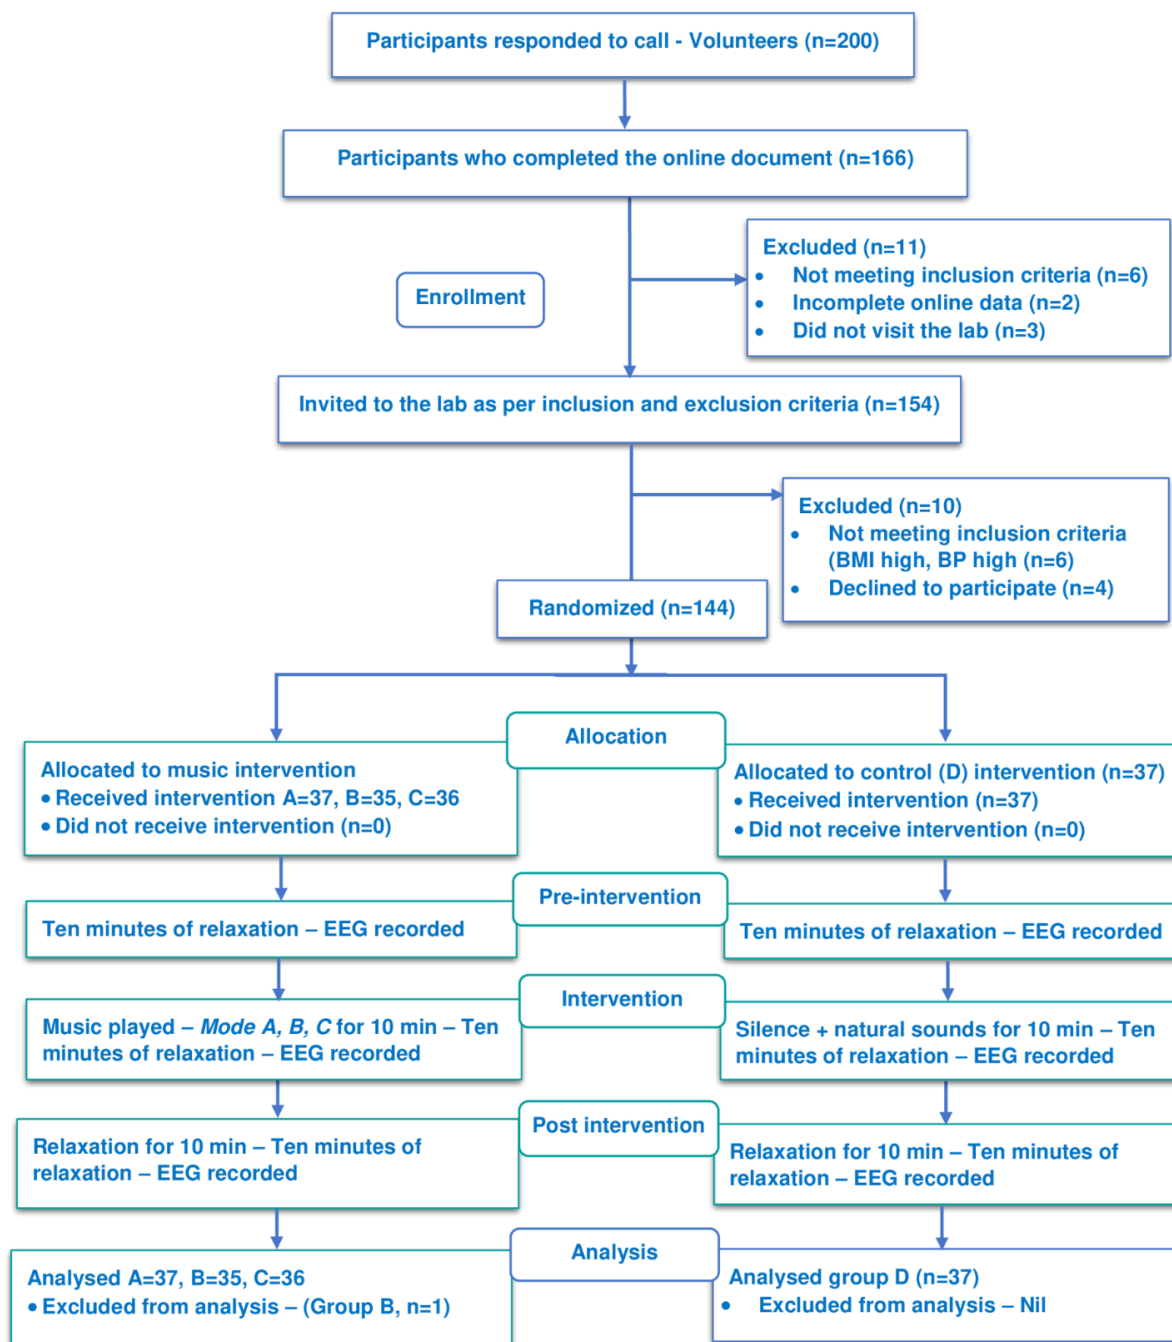 Participants responded to call - Volunteers (n=200)
Participants who completed the online document (n=166)
Excluded (n=11)
• Not meeting inclusion criteria (n=6)
• Incomplete online data (n=2)
• Did not visit the lab (n=3)
Enrollment
Invited to the lab as per inclusion and exclusion criteria (n=154)
Excluded (n=10)
• Not meeting inclusion criteria
(BMI high, BP high (n=6)
• Declined to participate (n=4)
Randomized (n=144)
Allocation
Allocated to music intervention
• Received intervention A=37, B=35, C=36
• Did not receive intervention (n=0)
Allocated to control (D) intervention (n=37)
• Received intervention (n=37)
• Did not receive intervention (n=0)
Pre-intervention
Ten minutes of relaxation – EEG recorded
Ten minutes of relaxation – EEG recorded
Intervention
Music played – Mode A, B, C for 10 min – Ten
minutes of relaxation – EEG recorded
Silence + natural sounds for 10 min – Ten
minutes of relaxation – EEG recorded
Post intervention
Relaxation for 10 min – Ten minutes of
relaxation – EEG recorded
Relaxation for 10 min – Ten minutes of
relaxation – EEG recorded
Analysis
Analysed A=37, B=35, C=36
• Excluded from analysis – (Group B, n=1)
Analysed group D (n=37)
• Excluded from analysis – Nil